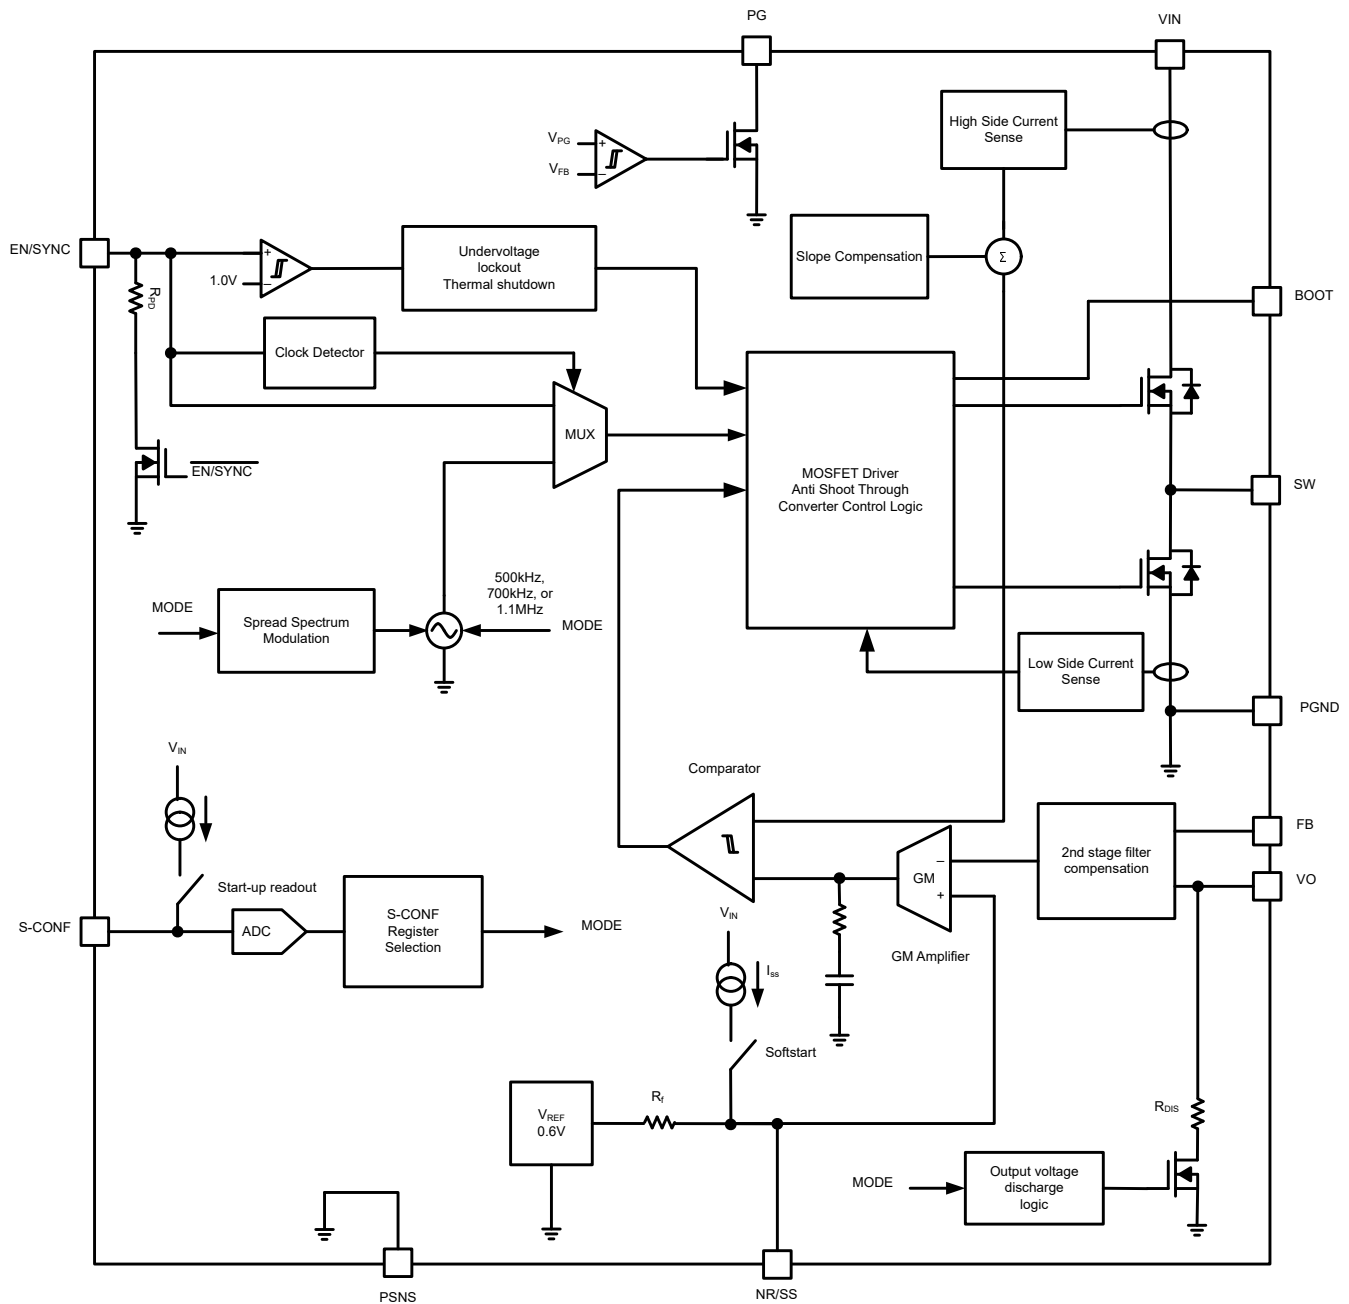 PG
VIN
High Side Current
Sense
VPG
+
VFB
–
EN/SYNC
+
1.0V
–
RPD
Undervoltage
lockout
Thermal shutdown
Slope Compensation
Σ
BOOT
Clock Detector
MUX
EN/SYNC
MOSFET Driver
Anti Shoot Through
Converter Control Logic
SW
500kHz,
700kHz, or
1.1MHz
MODE
Spread Spectrum
Modulation
MODE
Low Side Current
Sense
PGND
VIN
Comparator
FB
2nd stage filter
compensation
–
GM
+
VO
Start-up readout
S-CONF
ADC
S-CONF
Register
Selection
MODE
VIN
GM Amplifier
Iss
Softstart
Rf
VREF
0.6V
RDIS
MODE
Output voltage
discharge
logic
PSNS
NR/SS